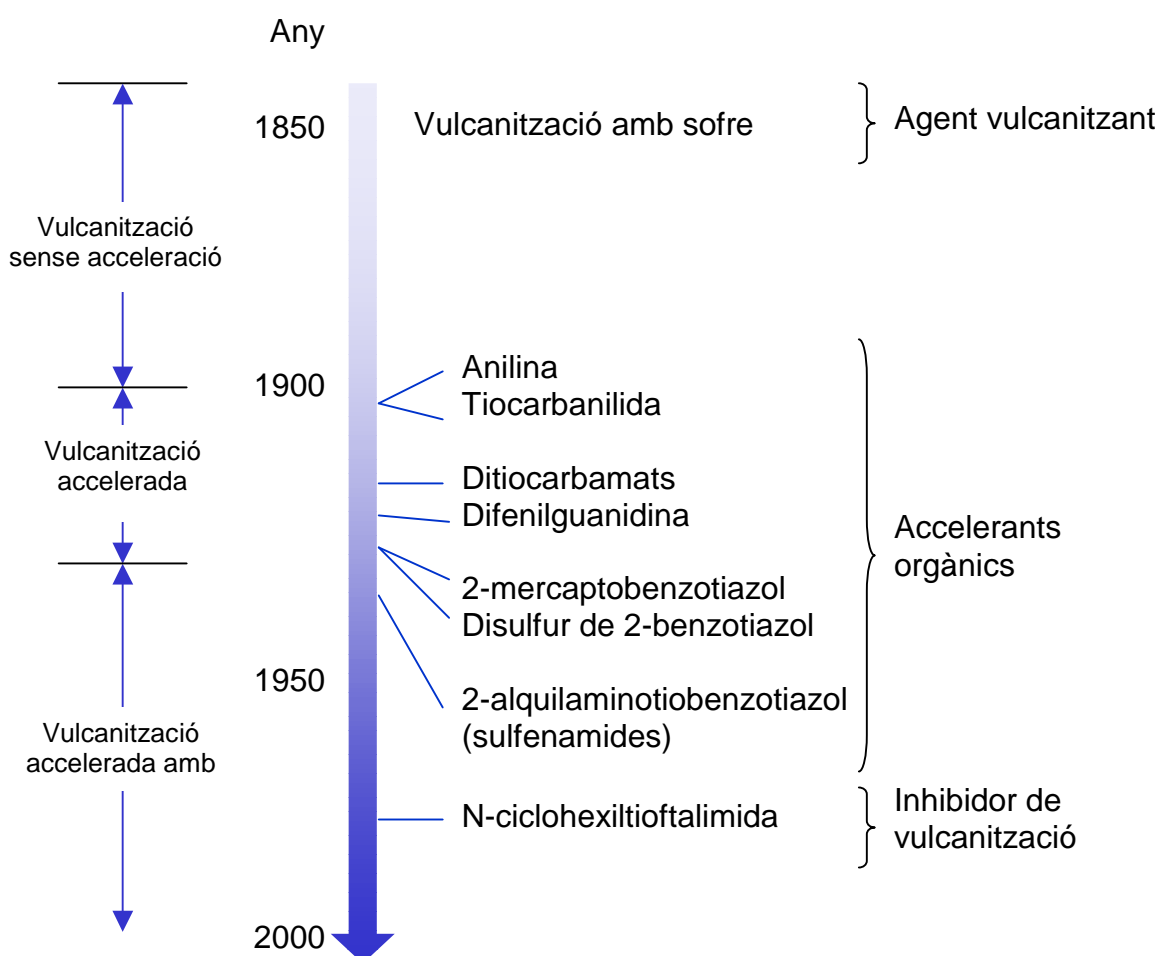 Any
1850
Vulcanització amb sofre
Agent vulcanitzant
Vulcanització
sense acceleració
1900
Anilina
Tiocarbanilida
Vulcanització
accelerada
Ditiocarbamats
Difenilguanidina
Accelerants
orgànics
2-mercaptobenzotiazol
Disulfur de 2-benzotiazol
1950
2-alquilaminotiobenzotiazol
(sulfenamides)
Vulcanització
accelerada amb
N-ciclohexiltioftalimida
Inhibidor de
vulcanització
2000